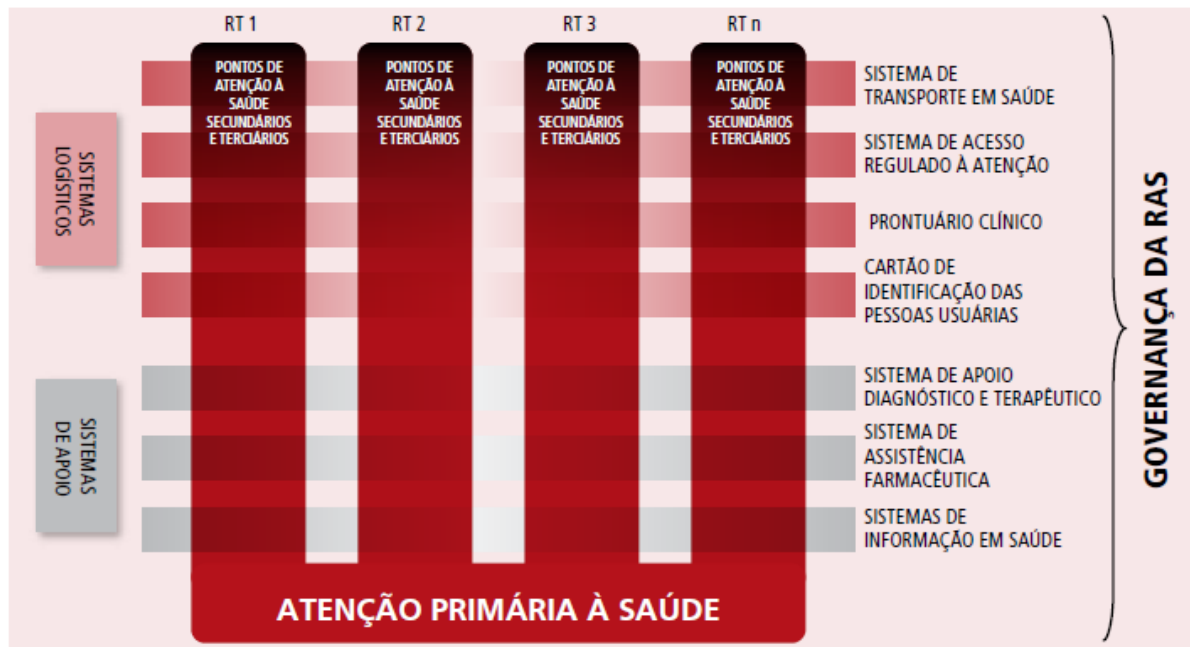 RT 1
RT 2
RT 3
RT n
PONTOS DE
ATENÇÃO À
SAÚDE
SECUNDÁRIOS
E TERCIÁRIOS
PONTOS DE
ATENÇÃO À
SAÚDE
SECUNDÁRIOS
E TERCIÁRIOS
PONTOS DE
ATENÇÃO À
SAÚDE
SECUNDÁRIOS
E TERCIÁRIOS
PONTOS DE
ATENÇÃO À
SAÚDE
SECUNDÁRIOS
E TERCIÁRIOS
SISTEMAS
LOGÍSTICOS
SISTEMA DE
TRANSPORTE EM SAÚDE
SISTEMA DE ACESSO
REGULADO À ATENÇÃO
PRONTUÁRIO CLÍNICO
CARTÃO DE
IDENTIFICAÇÃO DAS
PESSOAS USUÁRIAS
SISTEMAS
DE APOIO
SISTEMA DE APOIO
DIAGNÓSTICO E TERAPÊUTICO
SISTEMA DE
ASSISTÊNCIA
FARMACÊUTICA
SISTEMAS DE
INFORMAÇÃO EM SAÚDE
GOVERNANÇA DA RAS
ATENÇÃO PRIMÁRIA À SAÚDE